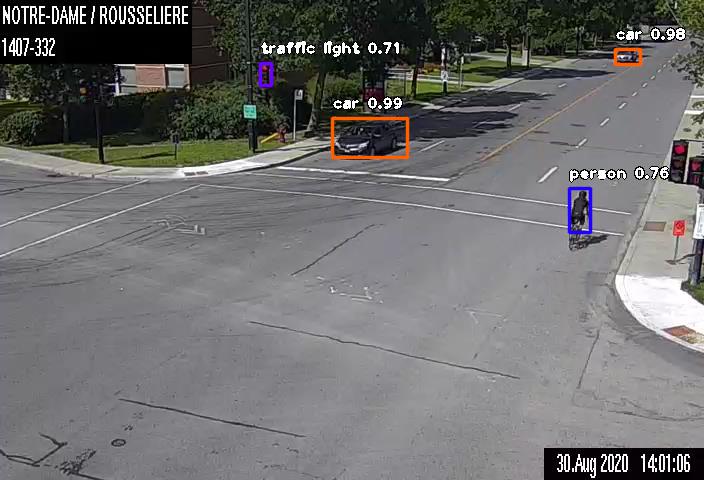 NOTRE-DAME / ROUSSELIERE
1407-332
traffic light 0.71
car 0.98
car 0.99
person 0.76
30.Aug 2020 14:01:06